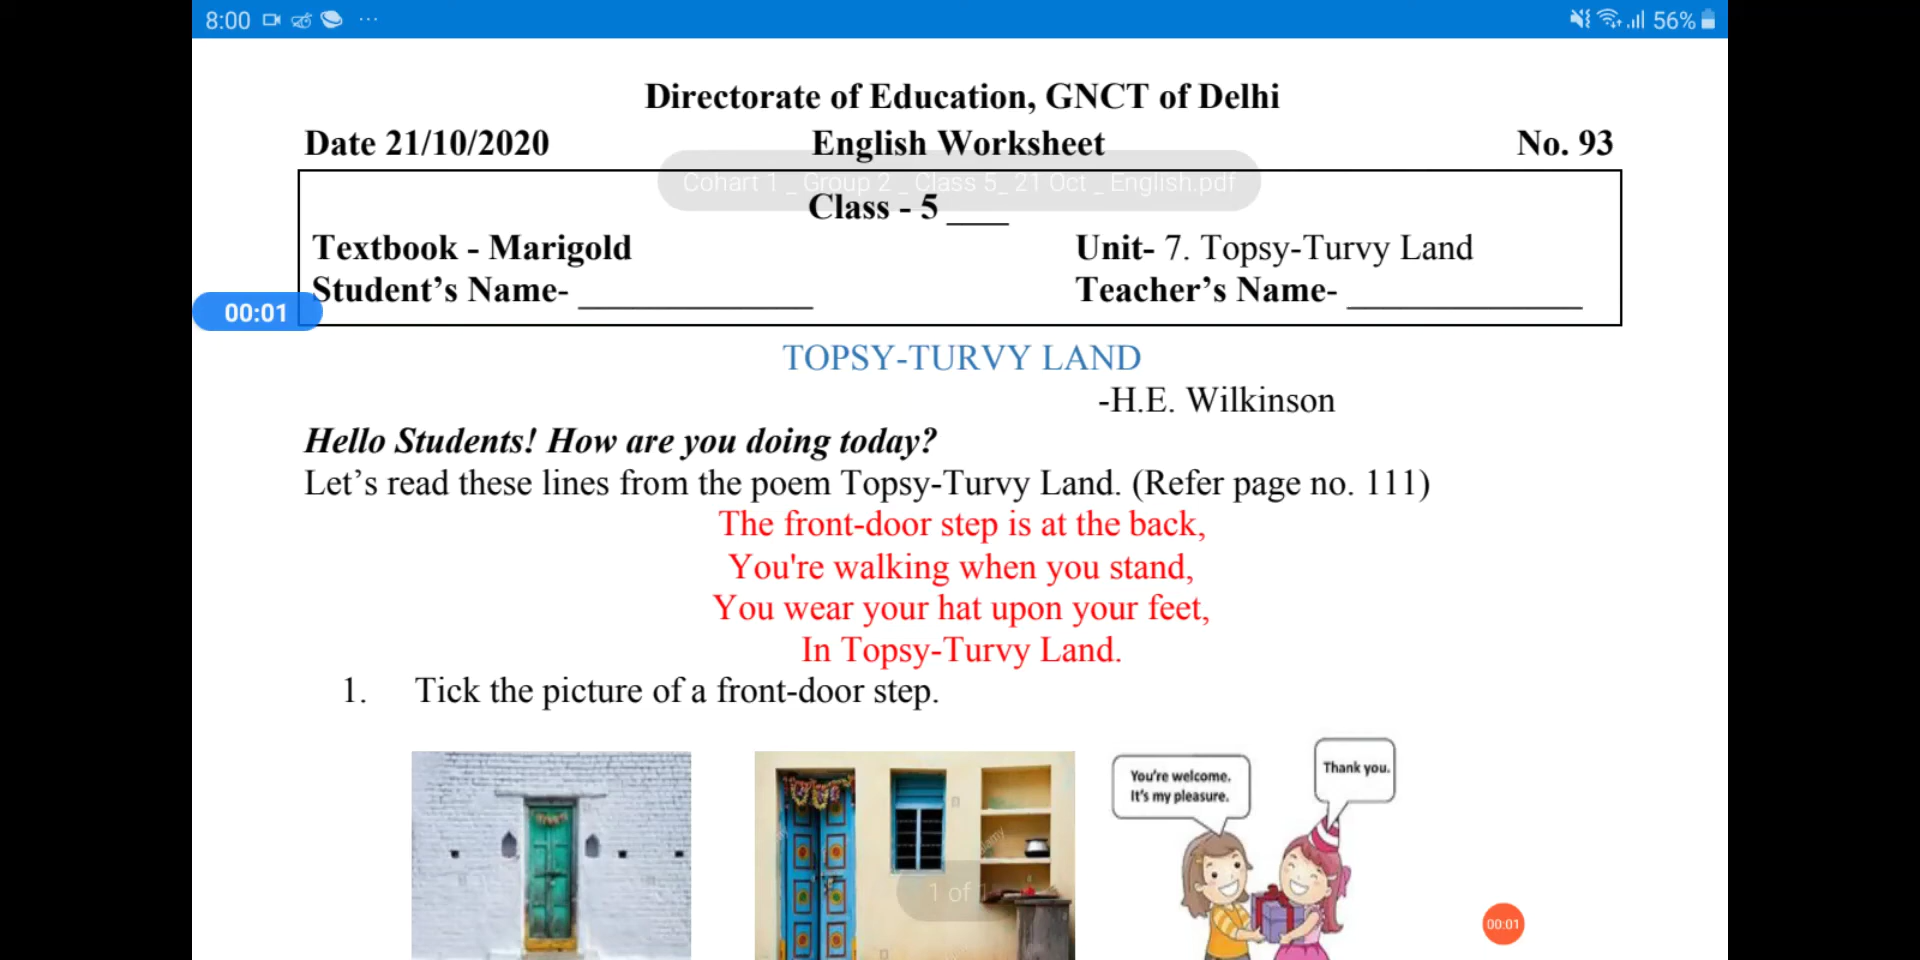 8:00 ... 56%
Directorate of Education, GNCT of Delhi
Date 21/10/2020 English Worksheet No. 93
Cohart 1 _ Group 2 _ Class 5_ 21 Oct _ English.pdf
Class - 5 ____
Textbook - Marigold Unit- 7. Topsy-Turvy Land
Student’s Name- _______________ Teacher’s Name- _______________
00:01
TOPSY-TURVY LAND
-H.E. Wilkinson
Hello Students! How are you doing today?
Let’s read these lines from the poem Topsy-Turvy Land. (Refer page no. 111)
The front-door step is at the back,
You're walking when you stand,
You wear your hat upon your feet,
In Topsy-Turvy Land.
1. Tick the picture of a front-door step.
You're welcome.
It's my pleasure.
Thank you.
1 of 1
00:01